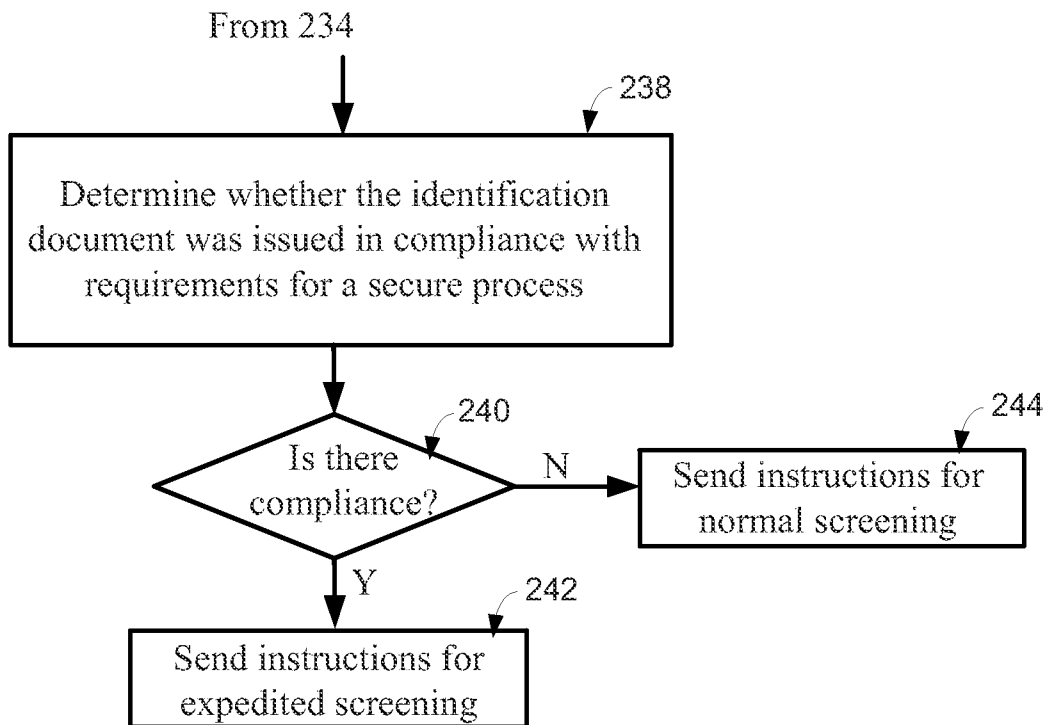 From 234
238
Determine whether the identification
document was issued in compliance with
requirements for a secure process
240
Is there
compliance?
N
244
Send instructions for
normal screening
Y
242
Send instructions for
expedited screening